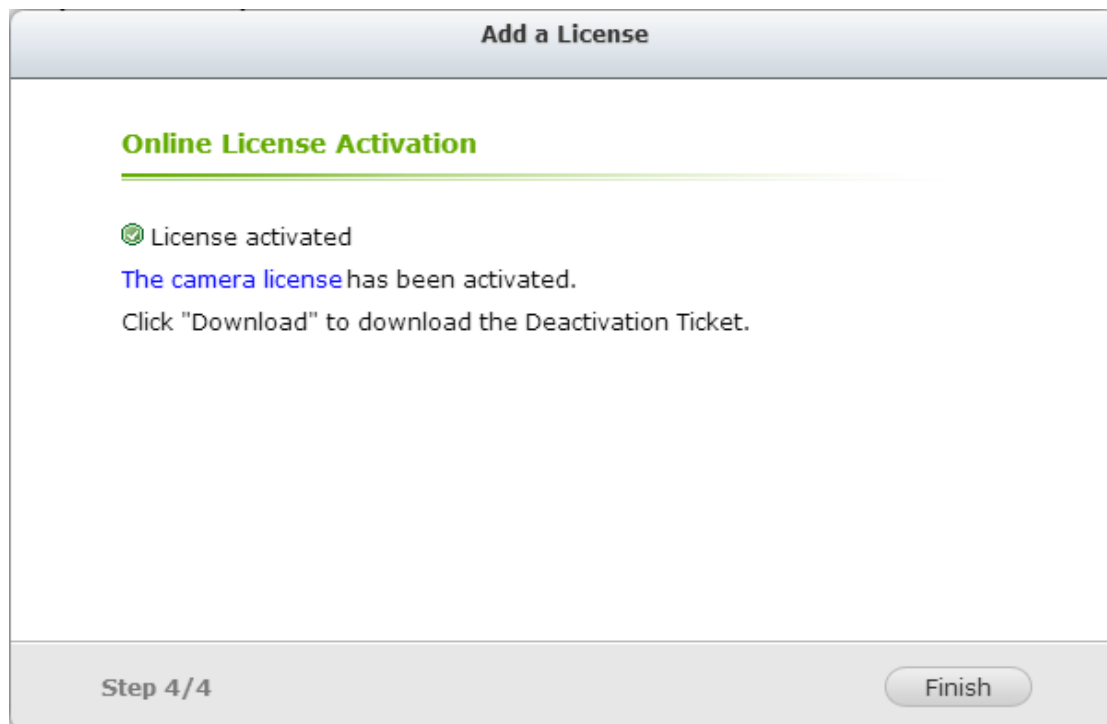 Add a License
Online License Activation
License activated
The camera license has been activated.
Click "Download" to download the Deactivation Ticket.
Step 4/4
Finish